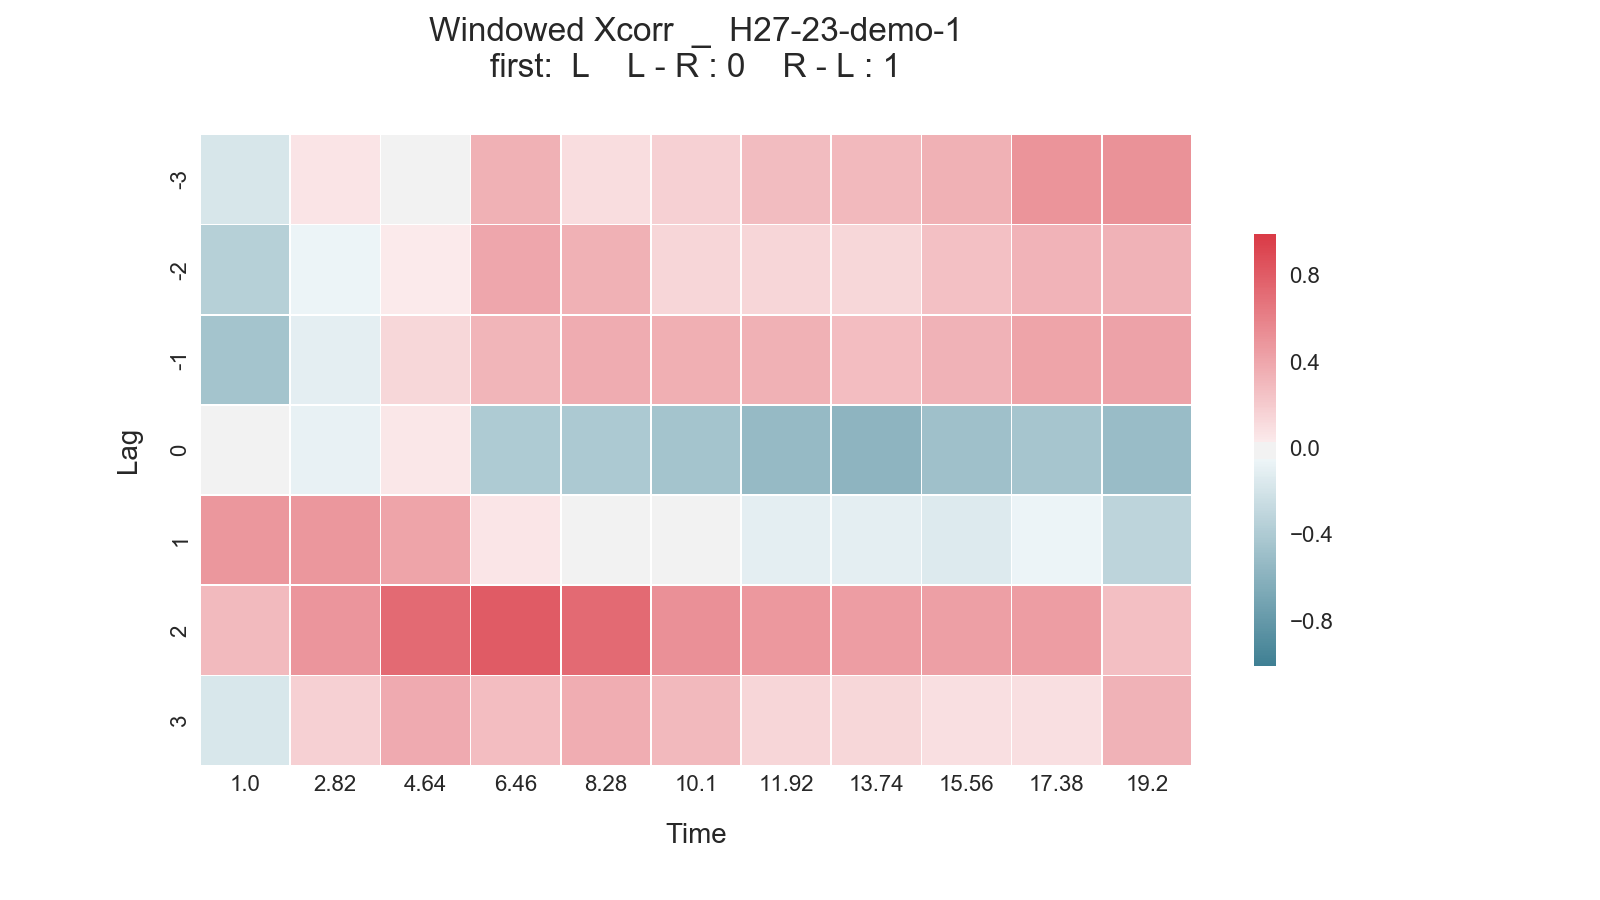 Windowed Xcorr _ H27-23-demo-1
first: L L - R : 0 R - L : 1
Lag
-3
-2
-1
0
1
2
3
1.0 2.82 4.64 6.46 8.28 10.1 11.92 13.74 15.56 17.38 19.2
Time
0.8
0.4
0.0
−0.4
−0.8